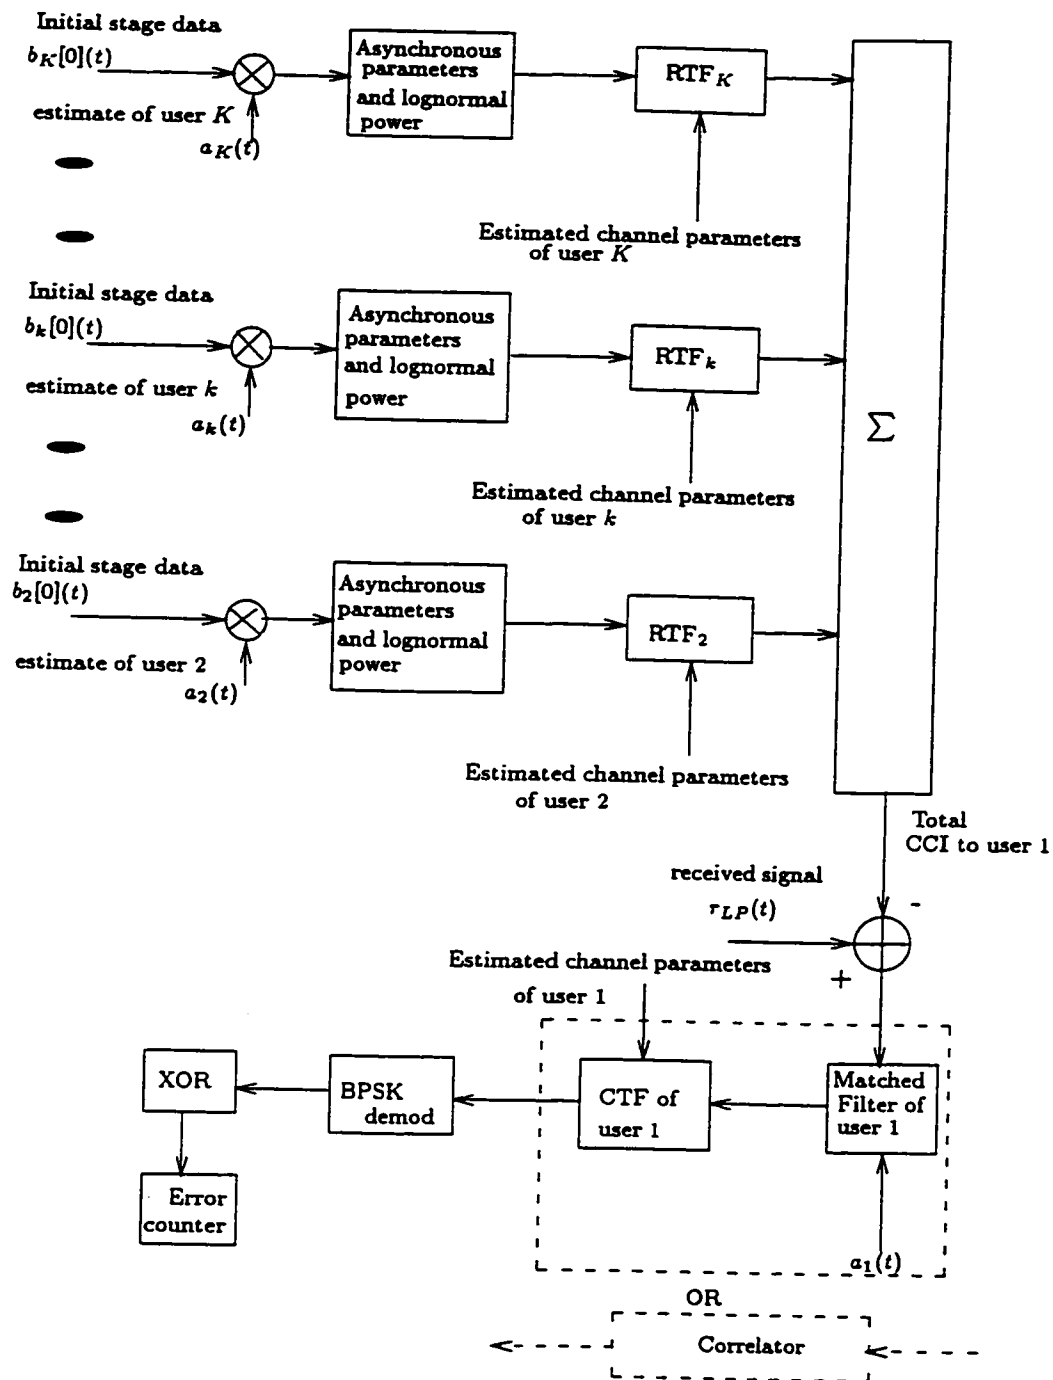 Initial stage data
b_K[0](t)
estimate of user K
a_K(t)
Asynchronous
parameters
and lognormal
power
RTF_K
Estimated channel parameters
of user K
Initial stage data
b_k[0](t)
estimate of user k
a_k(t)
Asynchronous
parameters
and lognormal
power
RTF_k
Estimated channel parameters
of user k
Σ
Initial stage data
b_2[0](t)
estimate of user 2
a_2(t)
Asynchronous
parameters
and lognormal
power
RTF_2
Estimated channel parameters
of user 2
Total
CCI to user 1
received signal
r_{LP}(t)
-
+
Estimated channel parameters
of user 1
XOR
BPSK
demod
CTF of
user 1
Matched
Filter of
user 1
Error
counter
a_1(t)
OR
Correlator